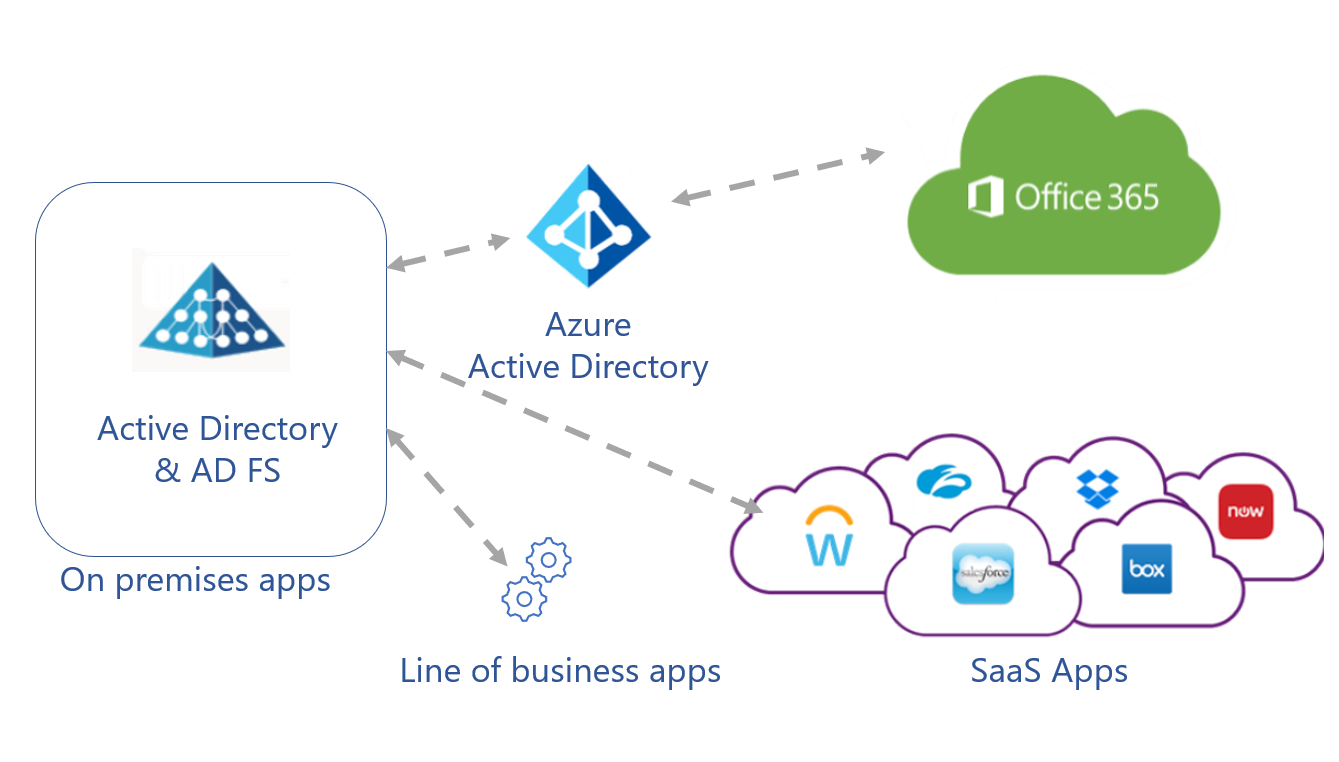 Office 365
Azure
Active Directory
Active Directory
& AD FS
On premises apps
now
W
salesforce
box
Line of business apps
SaaS Apps